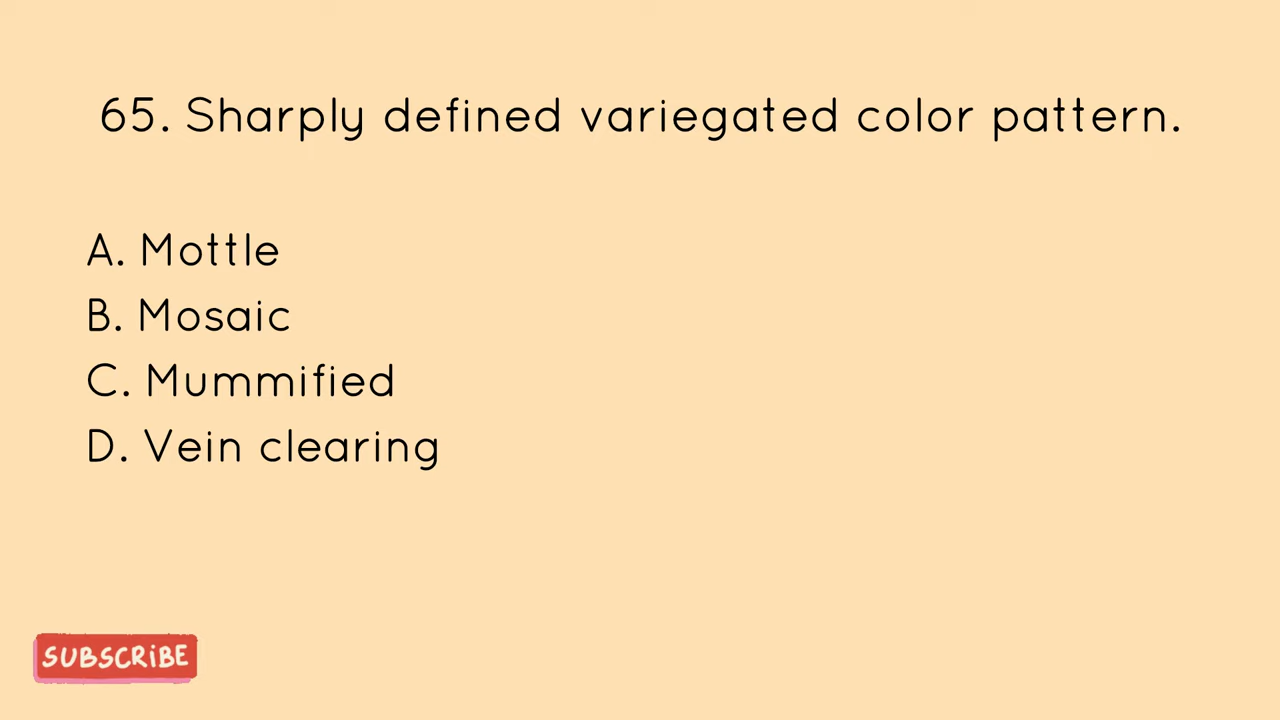 65. Sharply defined variegated color pattern.
A. Mottle
B. Mosaic
C. Mummified
D. Vein clearing
SUBSCRiBE